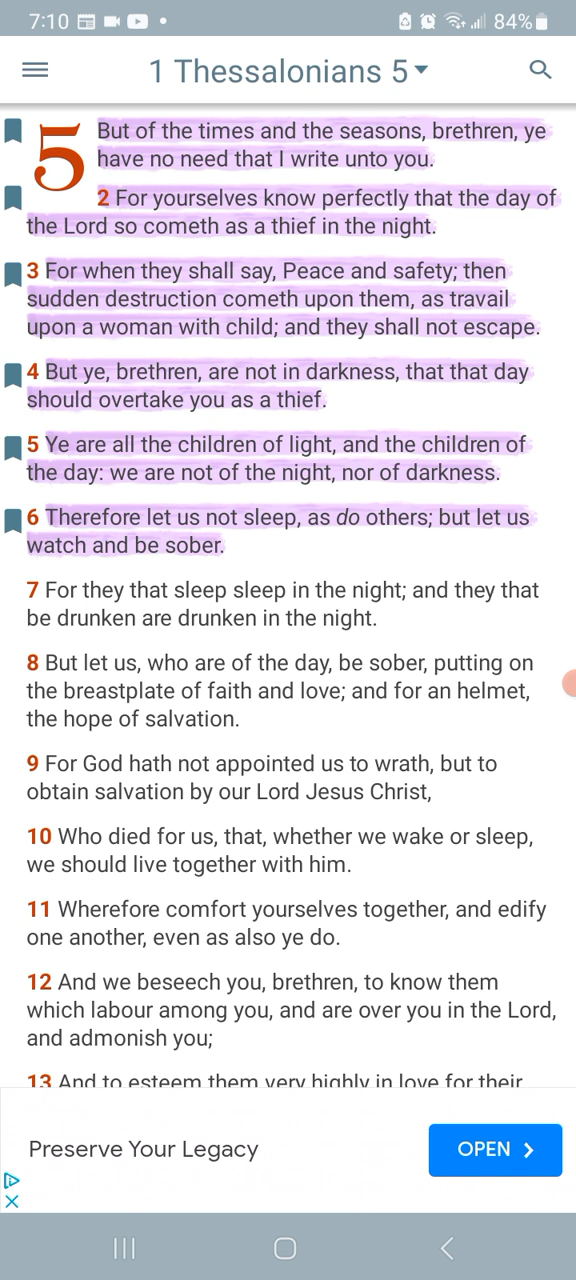 7:10
84%
1 Thessalonians 5
5 But of the times and the seasons, brethren, ye
have no need that I write unto you.
2 For yourselves know perfectly that the day of
the Lord so cometh as a thief in the night.
3 For when they shall say, Peace and safety; then
sudden destruction cometh upon them, as travail
upon a woman with child; and they shall not escape.
4 But ye, brethren, are not in darkness, that that day
should overtake you as a thief.
5 Ye are all the children of light, and the children of
the day: we are not of the night, nor of darkness.
6 Therefore let us not sleep, as do others; but let us
watch and be sober.
7 For they that sleep sleep in the night; and they that
be drunken are drunken in the night.
8 But let us, who are of the day, be sober, putting on
the breastplate of faith and love; and for an helmet,
the hope of salvation.
9 For God hath not appointed us to wrath, but to
obtain salvation by our Lord Jesus Christ,
10 Who died for us, that, whether we wake or sleep,
we should live together with him.
11 Wherefore comfort yourselves together, and edify
one another, even as also ye do.
12 And we beseech you, brethren, to know them
which labour among you, and are over you in the Lord,
and admonish you;
13 And to esteem them very highly in love for their
Preserve Your Legacy
OPEN